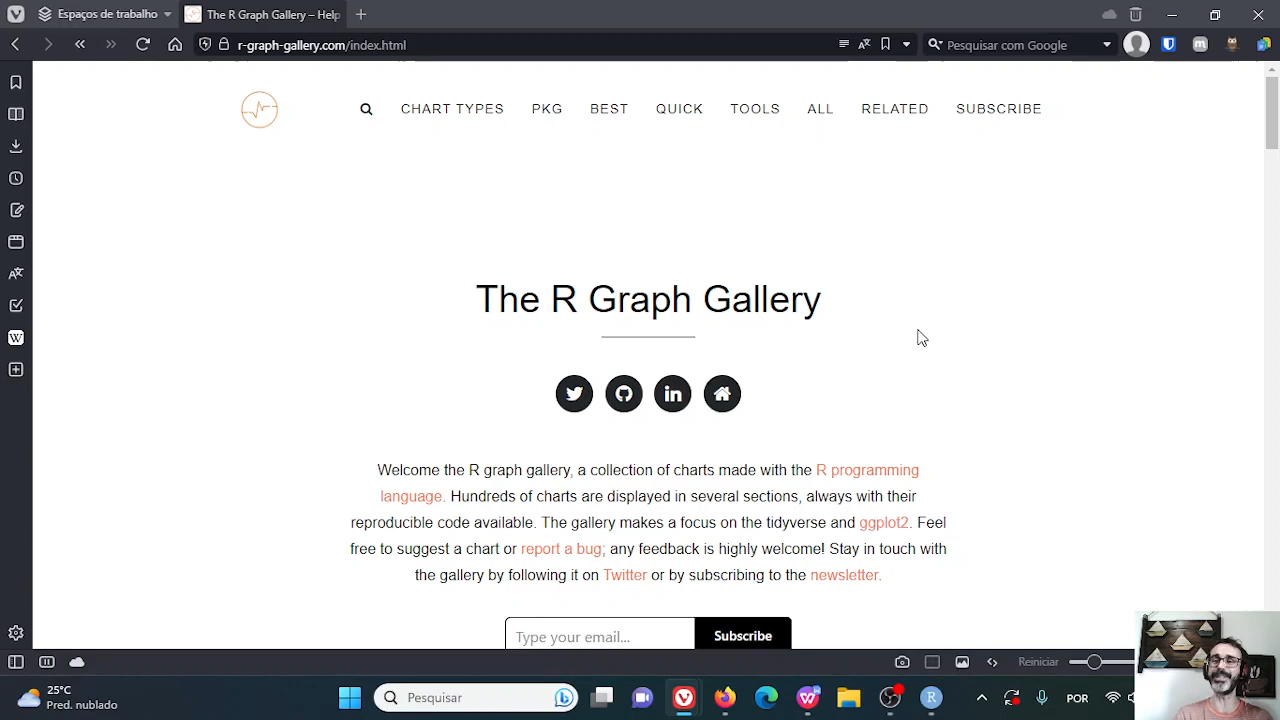 Espaços de trabalho
The R Graph Gallery – Help
r-graph-gallery.com/index.html
Pesquisar com Google
CHART TYPES PKG BEST QUICK TOOLS ALL RELATED SUBSCRIBE
The R Graph Gallery
Welcome the R graph gallery, a collection of charts made with the R programming
language. Hundreds of charts are displayed in several sections, always with their
reproducible code available. The gallery makes a focus on the tidyverse and ggplot2. Feel
free to suggest a chart or report a bug; any feedback is highly welcome! Stay in touch with
the gallery by following it on Twitter or by subscribing to the newsletter.
Type your email... Subscribe
Reiniciar
25°C
Pred. nublado
Pesquisar
POR